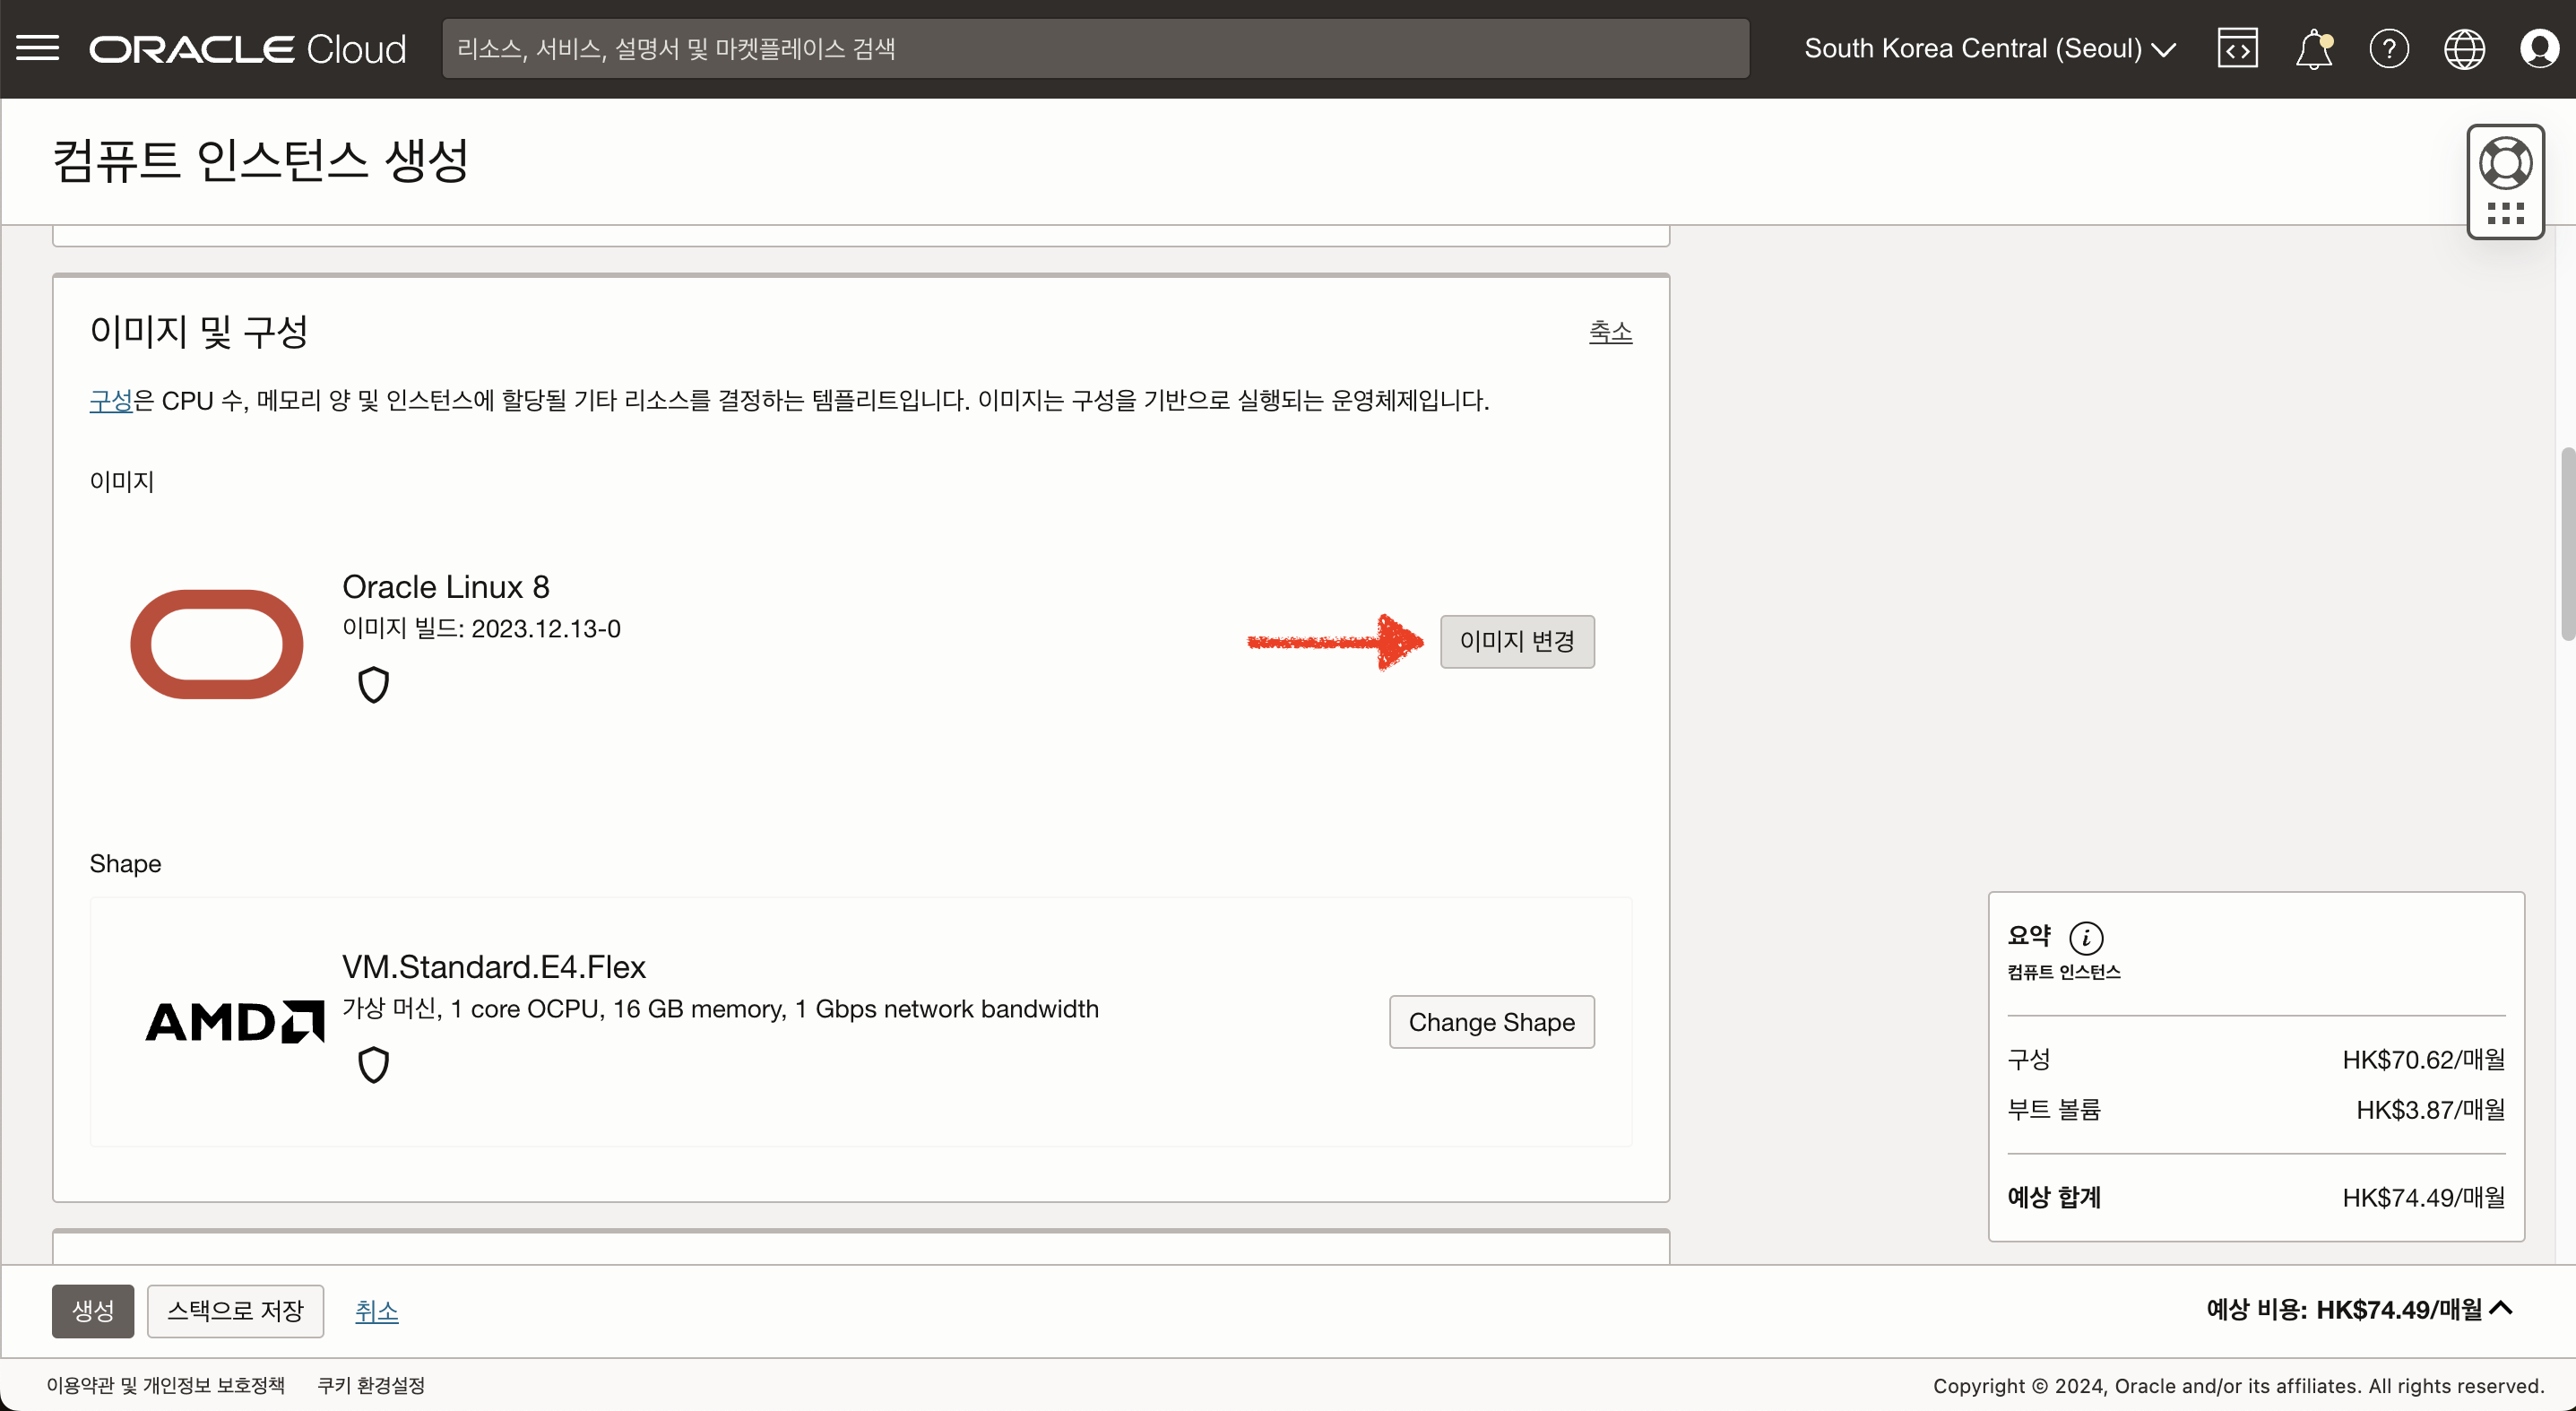 ORACLE Cloud
리소스, 서비스, 설명서 및 마켓플레이스 검색
South Korea Central (Seoul)
컴퓨트 인스턴스 생성
이미지 및 구성
축소
구성은 CPU 수, 메모리 양 및 인스턴스에 할당될 기타 리소스를 결정하는 템플리트입니다. 이미지는 구성을 기반으로 실행되는 운영체제입니다.
이미지
Oracle Linux 8
이미지 빌드: 2023.12.13-0
이미지 변경
Shape
AMD
VM.Standard.E4.Flex
가상 머신, 1 core OCPU, 16 GB memory, 1 Gbps network bandwidth
Change Shape
요약
컴퓨트 인스턴스
구성 HK$70.62/매월
부트 볼륨 HK$3.87/매월
예상 합계 HK$74.49/매월
생성
스택으로 저장
취소
예상 비용: HK$74.49/매월
이용약관 및 개인정보 보호정책
쿠키 환경설정
Copyright © 2024, Oracle and/or its affiliates. All rights reserved.